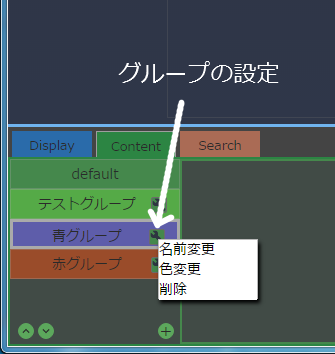 グループの設定
Display
Content
Search
default
テストグループ
青グループ
赤グループ
名前変更
色変更
削除